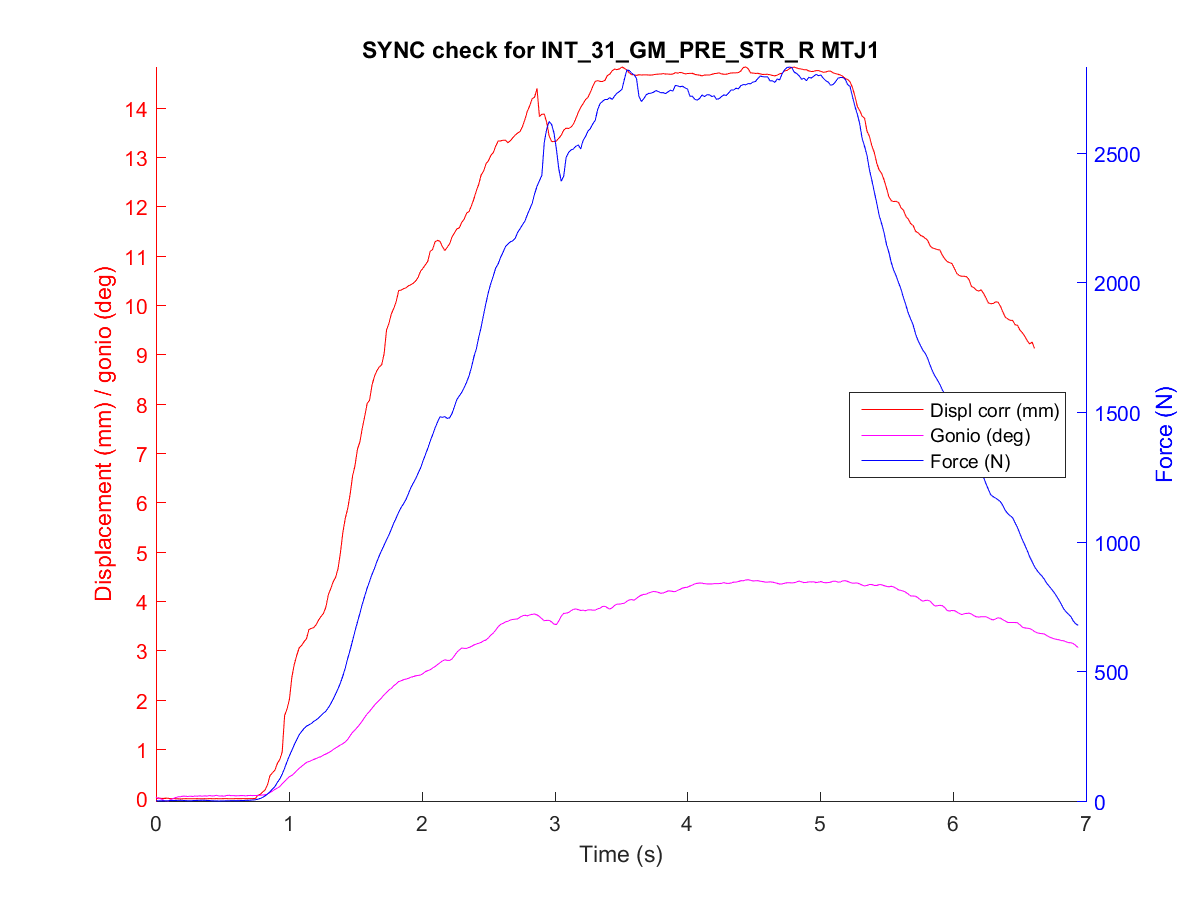 SYNC check for INT_31_GM_PRE_STR_R MTJ1
14
13
12
11
10
9
8
7
6
5
4
3
2
1
0
Displacement (mm) / gonio (deg)
2500
2000
1500
1000
500
0
Force (N)
Displ corr (mm)
Gonio (deg)
Force (N)
0 1 2 3 4 5 6 7
Time (s)